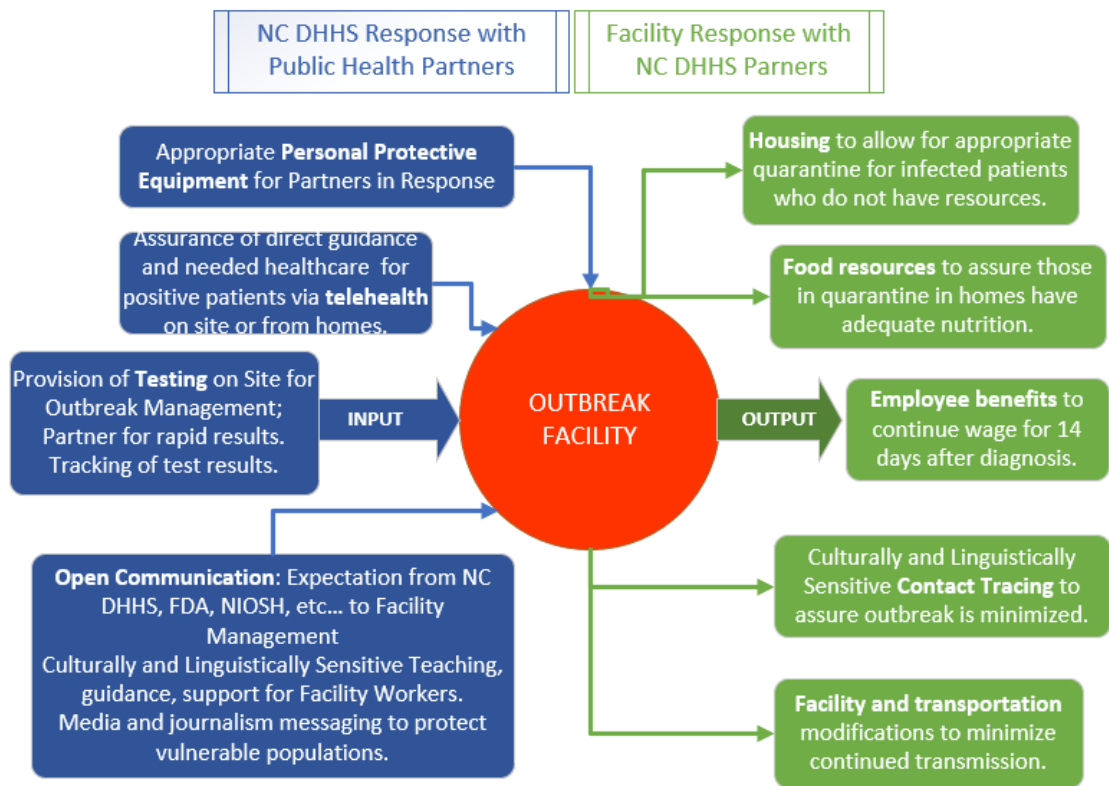 NC DHHS Response with
Public Health Partners
Facility Response with
NC DHHS Parners
Appropriate Personal Protective
Equipment for Partners in Response
Assurance of direct guidance
and needed healthcare for
positive patients via telehealth
on site or from homes.
Provision of Testing on Site for
Outbreak Management;
Partner for rapid results.
Tracking of test results.
INPUT
Open Communication: Expectation from NC
DHHS, FDA, NIOSH, etc… to Facility
Management
Culturally and Linguistically Sensitive Teaching,
guidance, support for Facility Workers.
Media and journalism messaging to protect
vulnerable populations.
OUTBREAK
FACILITY
OUTPUT
Housing to allow for appropriate
quarantine for infected patients
who do not have resources.
Food resources to assure those
in quarantine in homes have
adequate nutrition.
Employee benefits to
continue wage for 14
days after diagnosis.
Culturally and Linguistically
Sensitive Contact Tracing to
assure outbreak is minimized.
Facility and transportation
modifications to minimize
continued transmission.